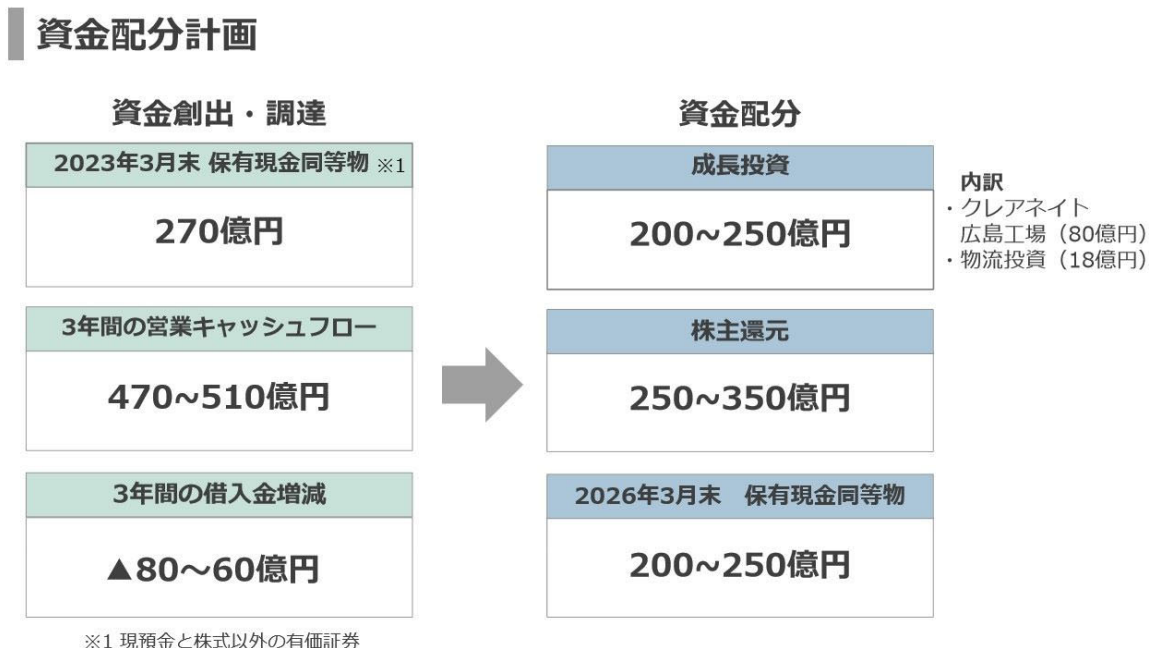 資金配分計画
資金創出・調達
2023年3月末 保有現金同等物 ※1
270億円
3年間の営業キャッシュフロー
470~510億円
3年間の借入金増減
▲80～60億円
※1 現預金と株式以外の有価証券
資金配分
成長投資
200~250億円
内訳
・クレアネイト
広島工場（80億円）
・物流投資（18億円）
株主還元
250~350億円
2026年3月末　保有現金同等物
200~250億円